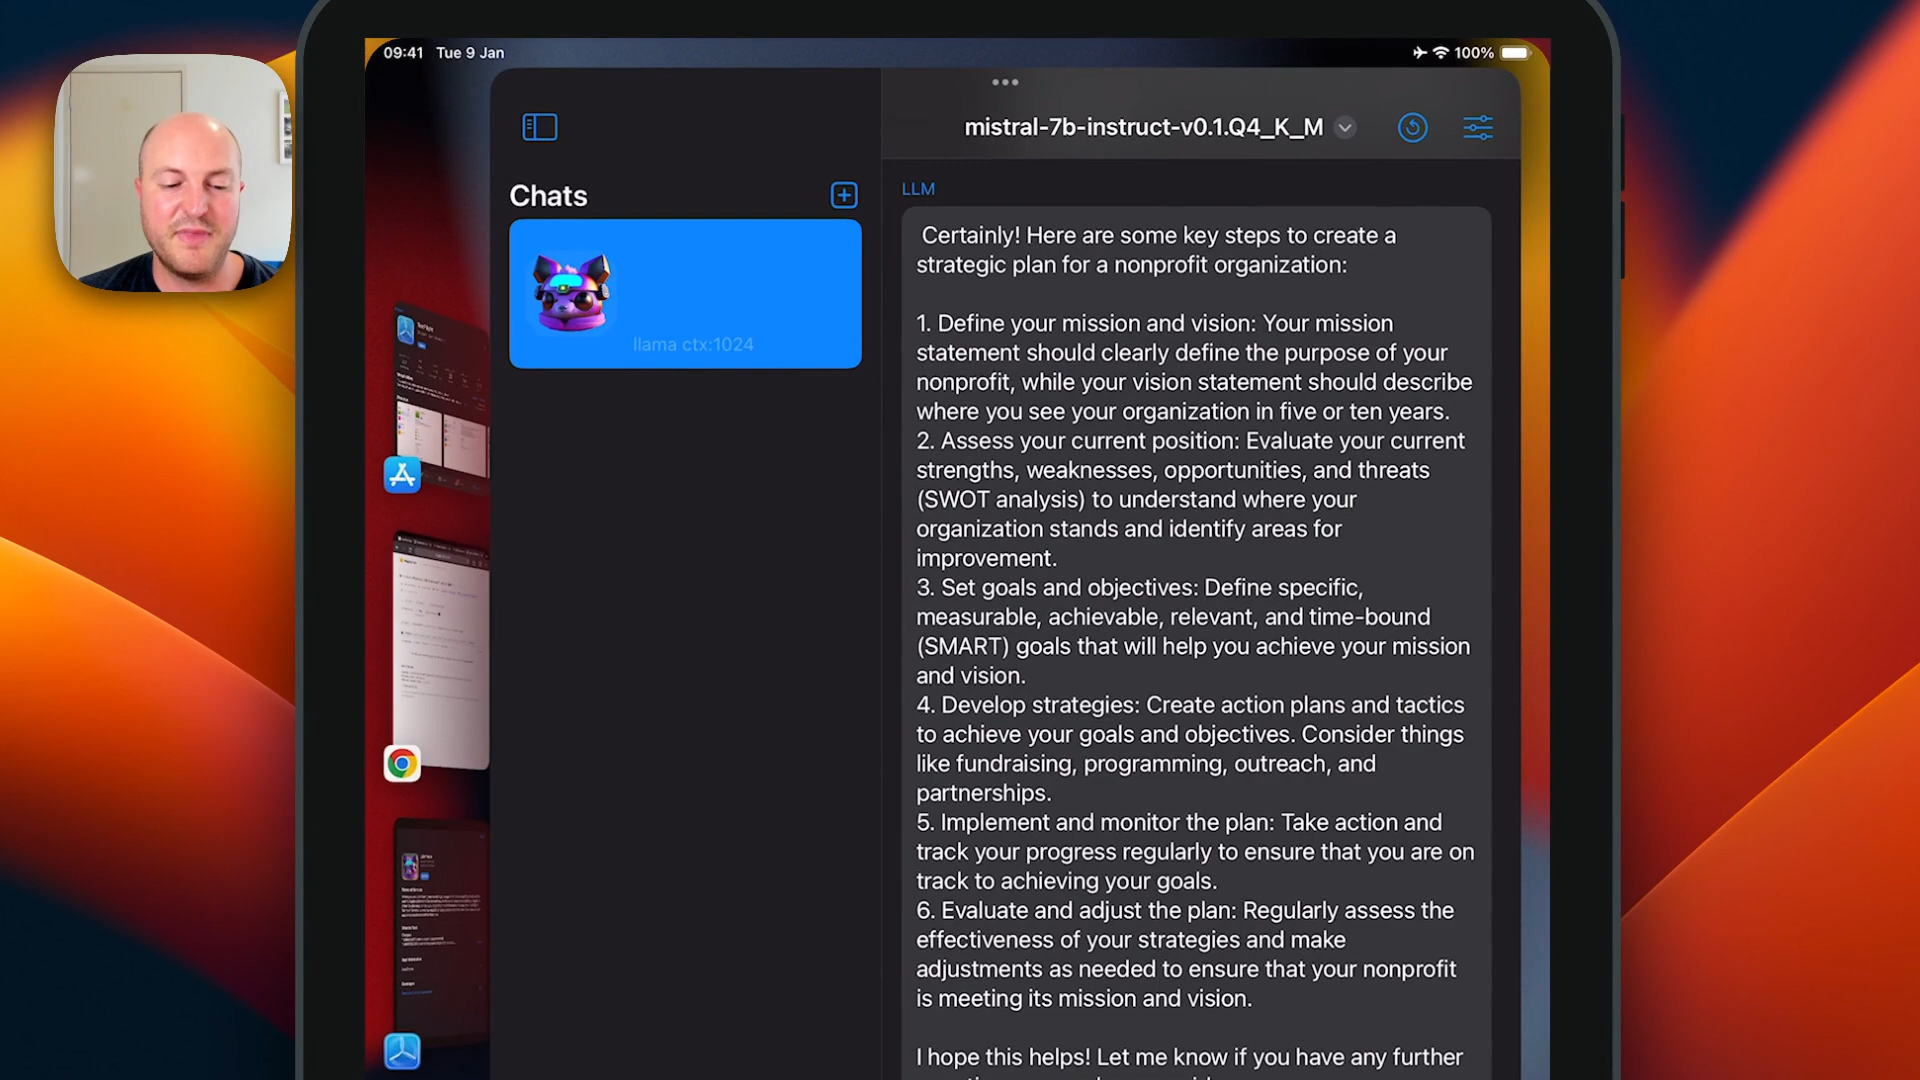 09:41 Tue 9 Jan
100%
mistral-7b-instruct-v0.1.Q4_K_M
Chats
llama ctx:1024
LLM
Certainly! Here are some key steps to create a
strategic plan for a nonprofit organization:
1. Define your mission and vision: Your mission
statement should clearly define the purpose of your
nonprofit, while your vision statement should describe
where you see your organization in five or ten years.
2. Assess your current position: Evaluate your current
strengths, weaknesses, opportunities, and threats
(SWOT analysis) to understand where your
organization stands and identify areas for
improvement.
3. Set goals and objectives: Define specific,
measurable, achievable, relevant, and time-bound
(SMART) goals that will help you achieve your mission
and vision.
4. Develop strategies: Create action plans and tactics
to achieve your goals and objectives. Consider things
like fundraising, programming, outreach, and
partnerships.
5. Implement and monitor the plan: Take action and
track your progress regularly to ensure that you are on
track to achieving your goals.
6. Evaluate and adjust the plan: Regularly assess the
effectiveness of your strategies and make
adjustments as needed to ensure that your nonprofit
is meeting its mission and vision.
I hope this helps! Let me know if you have any further